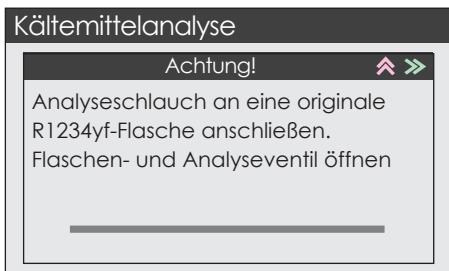 Kältemittelanalyse
Achtung!
Analyseschlauch an eine originale
R1234yf-Flasche anschließen.
Flaschen- und Analyseventil öffnen